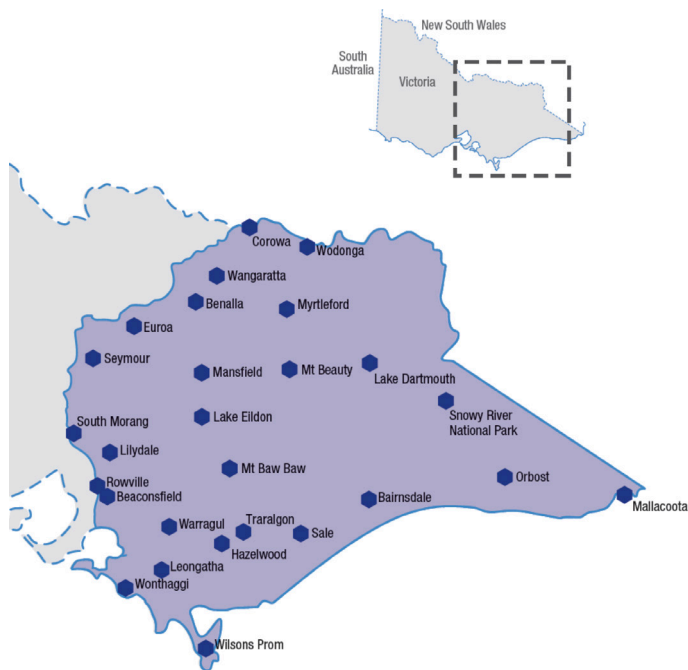 New South Wales
South
Australia
Victoria
Corowa
Wodonga
Wangaratta
Benalla
Myrtleford
Euroa
Seymour
Mansfield
Mt Beauty
Lake Dartmouth
South Morang
Lake Eildon
Snowy River
National Park
Lilydale
Mt Baw Baw
Orbost
Rowville
Beaconsfield
Bairnsdale
Mallacoota
Warragul
Traralgon
Sale
Hazelwood
Leongatha
Wonthaggi
Wilsons Prom